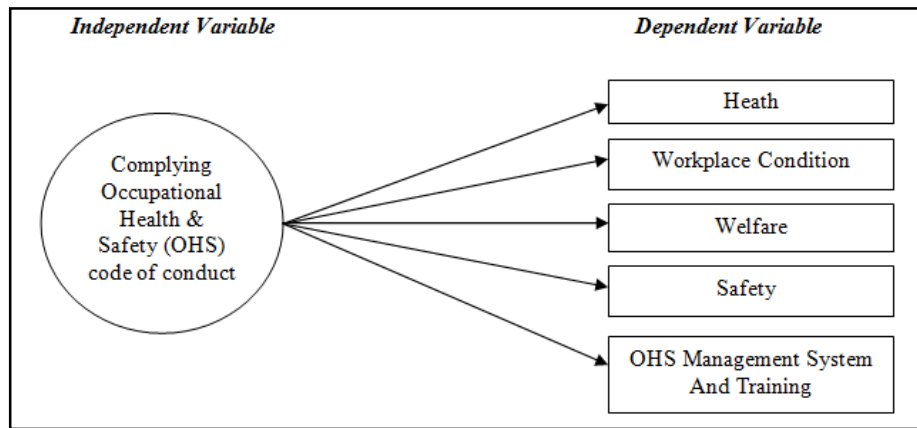 Independent Variable
Dependent Variable
Complying
Occupational
Health &
Safety (OHS)
code of conduct
Heath
Workplace Condition
Welfare
Safety
OHS Management System
And Training